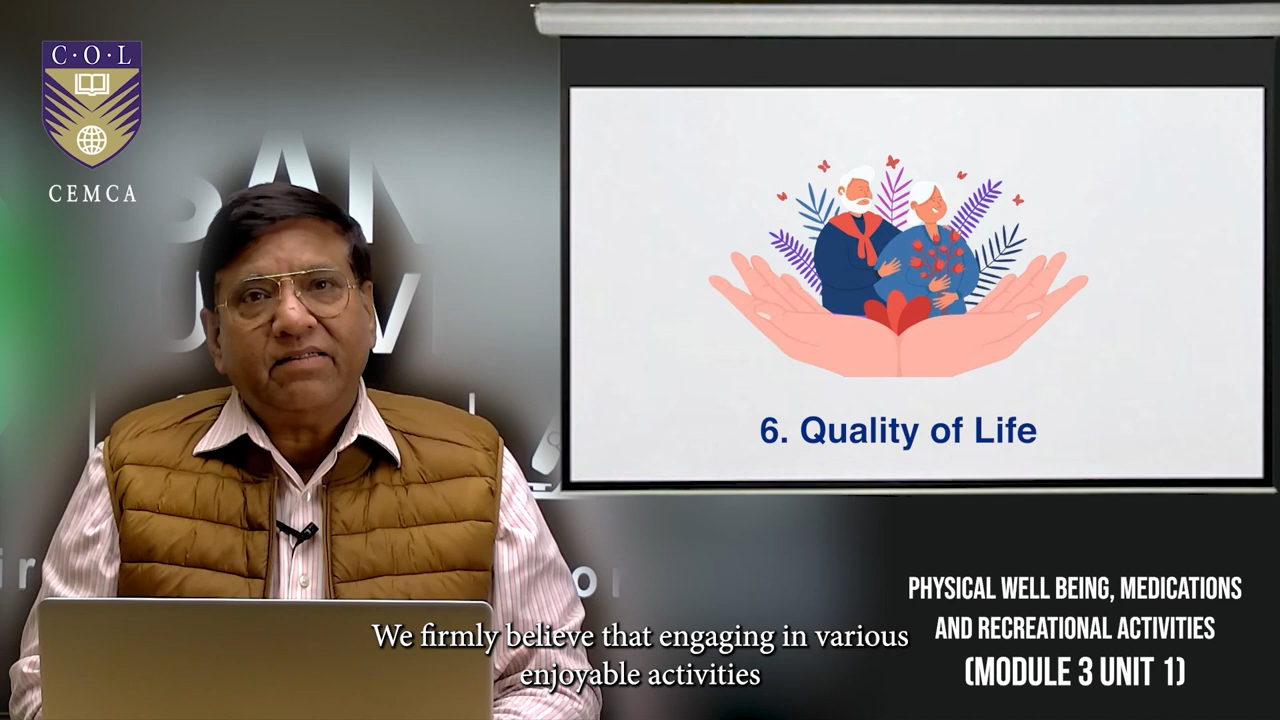 C·O·L
CEMCA
6. Quality of Life
We firmly believe that engaging in various
enjoyable activities
PHYSICAL WELL BEING, MEDICATIONS
AND RECREATIONAL ACTIVITIES
(MODULE 3 UNIT 1)